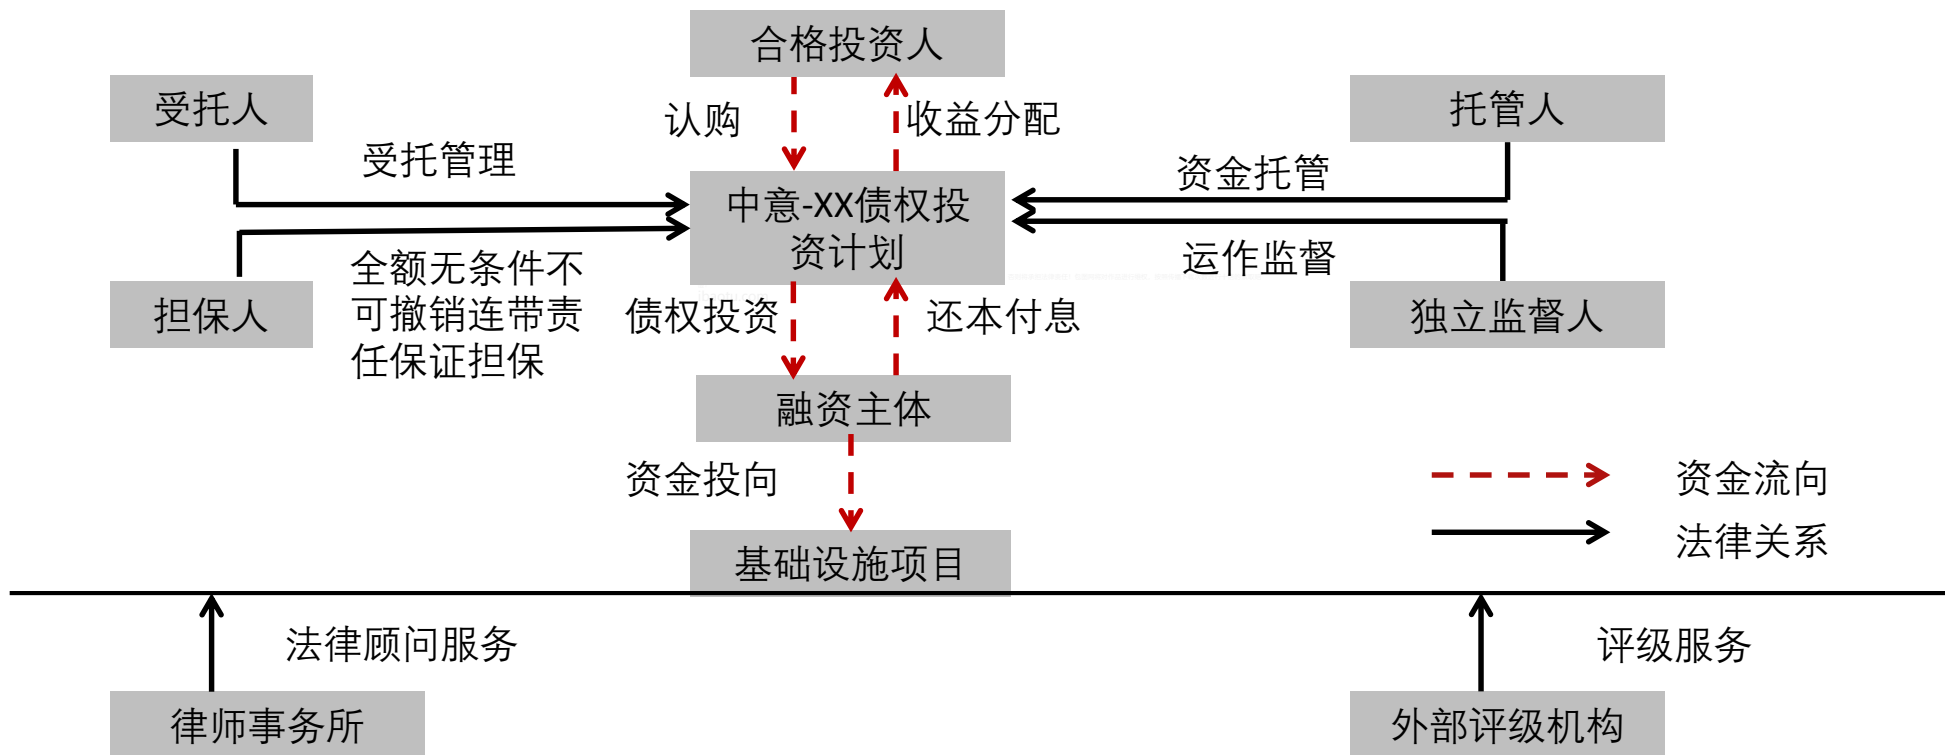 合格投资人
受托人
托管人
认购
收益分配
受托管理
资金托管
中意-XX债权投
资计划
全额无条件不
可撤销连带责
任保证担保
运作监督
担保人
债权投资
还本付息
独立监督人
融资主体
资金投向
资金流向
法律关系
基础设施项目
法律顾问服务
评级服务
律师事务所
外部评级机构